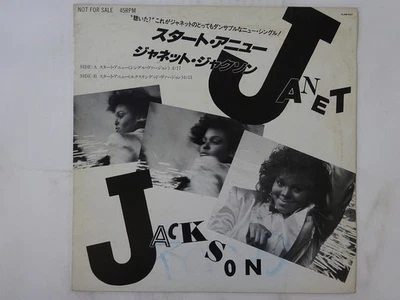 NOT FOR SALE 45RPM
"聴いた?" これがジャネットのとってもダンサブルなニュー・シングル!
スタート・アニュー
ジャネット・ジャクソン
JANET
JACKSON